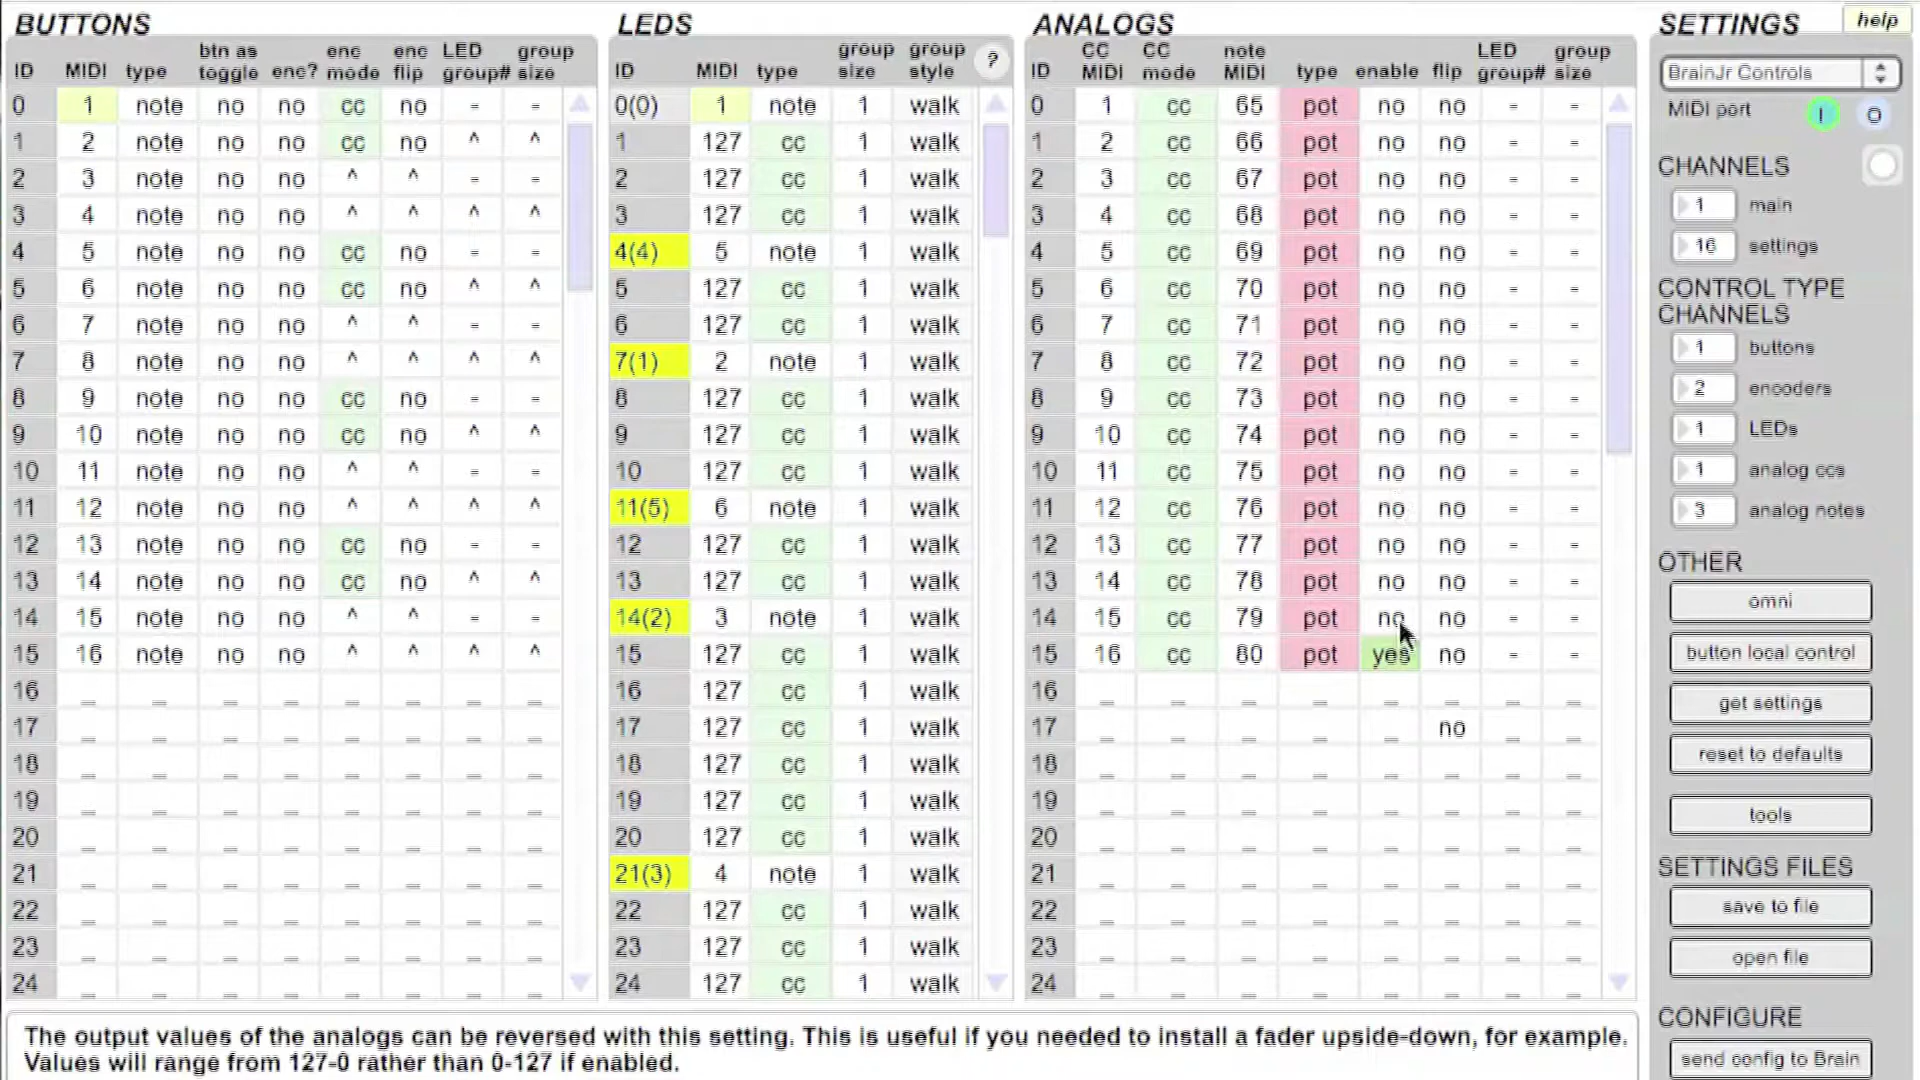 BUTTONS
btn as enc enc LED group
ID MIDI type toggle enc? mode flip group# size
0 1 note no no cc no - -
1 2 note no no cc no ^ ^
2 3 note no no ^ ^ - -
3 4 note no no ^ ^ ^ ^
4 5 note no no cc no - -
5 6 note no no cc no ^ ^
6 7 note no no ^ ^ - -
7 8 note no no ^ ^ ^ ^
8 9 note no no cc no - -
9 10 note no no cc no ^ ^
10 11 note no no ^ ^ - -
11 12 note no no ^ ^ ^ ^
12 13 note no no cc no - -
13 14 note no no cc no ^ ^
14 15 note no no ^ ^ - -
15 16 note no no ^ ^ ^ ^
16 _ _ _ _ _ _ _ _
17 _ _ _ _ _ _ _ _
18 _ _ _ _ _ _ _ _
19 _ _ _ _ _ _ _ _
20 _ _ _ _ _ _ _ _
21 _ _ _ _ _ _ _ _
22 _ _ _ _ _ _ _ _
23 _ _ _ _ _ _ _ _
24 _ _ _ _ _ _ _ _
LEDS
group group ?
ID MIDI type size style
0(0) 1 note 1 walk
1 127 cc 1 walk
2 127 cc 1 walk
3 127 cc 1 walk
4(4) 5 note 1 walk
5 127 cc 1 walk
6 127 cc 1 walk
7(1) 2 note 1 walk
8 127 cc 1 walk
9 127 cc 1 walk
10 127 cc 1 walk
11(5) 6 note 1 walk
12 127 cc 1 walk
13 127 cc 1 walk
14(2) 3 note 1 walk
15 127 cc 1 walk
16 127 cc 1 walk
17 127 cc 1 walk
18 127 cc 1 walk
19 127 cc 1 walk
20 127 cc 1 walk
21(3) 4 note 1 walk
22 127 cc 1 walk
23 127 cc 1 walk
24 127 cc 1 walk
ANALOGS
CC CC note LED group
ID MIDI mode MIDI type enable flip group# size
0 1 cc 65 pot no no - -
1 2 cc 66 pot no no - -
2 3 cc 67 pot no no - -
3 4 cc 68 pot no no - -
4 5 cc 69 pot no no - -
5 6 cc 70 pot no no - -
6 7 cc 71 pot no no - -
7 8 cc 72 pot no no - -
8 9 cc 73 pot no no - -
9 10 cc 74 pot no no - -
10 11 cc 75 pot no no - -
11 12 cc 76 pot no no - -
12 13 cc 77 pot no no - -
13 14 cc 78 pot no no - -
14 15 cc 79 pot no no - -
15 16 cc 80 pot yes no - -
16 _ _ _ _ _ _ _ _
17 _ _ _ _ _ no _ _
18 _ _ _ _ _ _ _ _
19 _ _ _ _ _ _ _ _
20 _ _ _ _ _ _ _ _
21 _ _ _ _ _ _ _ _
22 _ _ _ _ _ _ _ _
23 _ _ _ _ _ _ _ _
24 _ _ _ _ _ _ _ _
SETTINGS help
BrainJr Controls
MIDI port I O
CHANNELS
1 main
16 settings
CONTROL TYPE
CHANNELS
1 buttons
2 encoders
1 LEDs
1 analog ccs
3 analog notes
OTHER
omni
button local control
get settings
reset to defaults
tools
SETTINGS FILES
save to file
open file
CONFIGURE
send config to Brain
The output values of the analogs can be reversed with this setting. This is useful if you needed to install a fader upside-down, for example.
Values will range from 127-0 rather than 0-127 if enabled.